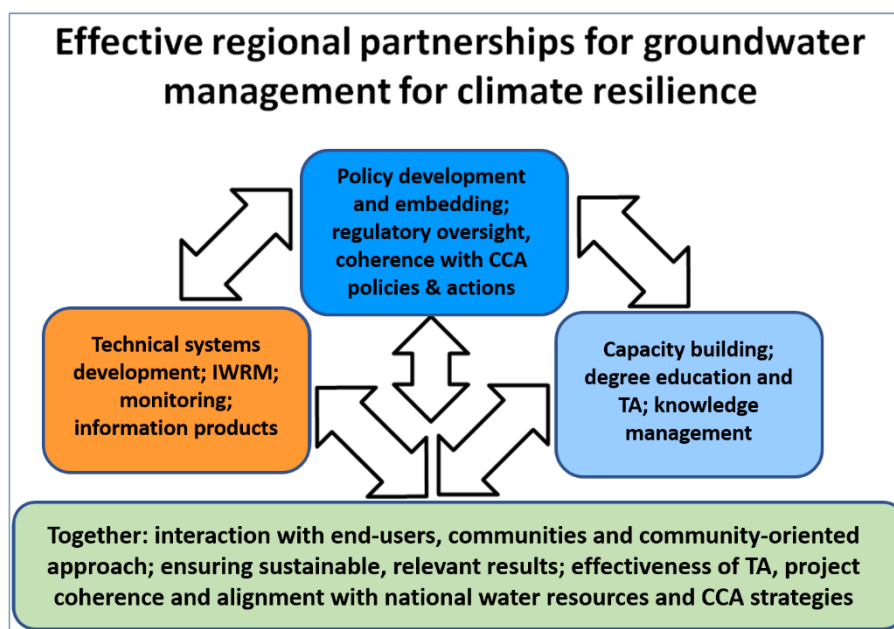 Effective regional partnerships for groundwater
management for climate resilience
Policy development
and embedding;
regulatory oversight,
coherence with CCA
policies & actions
Technical systems
development; IWRM;
monitoring;
information products
Capacity building;
degree education and
TA; knowledge
management
Together: interaction with end-users, communities and community-oriented
approach; ensuring sustainable, relevant results; effectiveness of TA, project
coherence and alignment with national water resources and CCA strategies